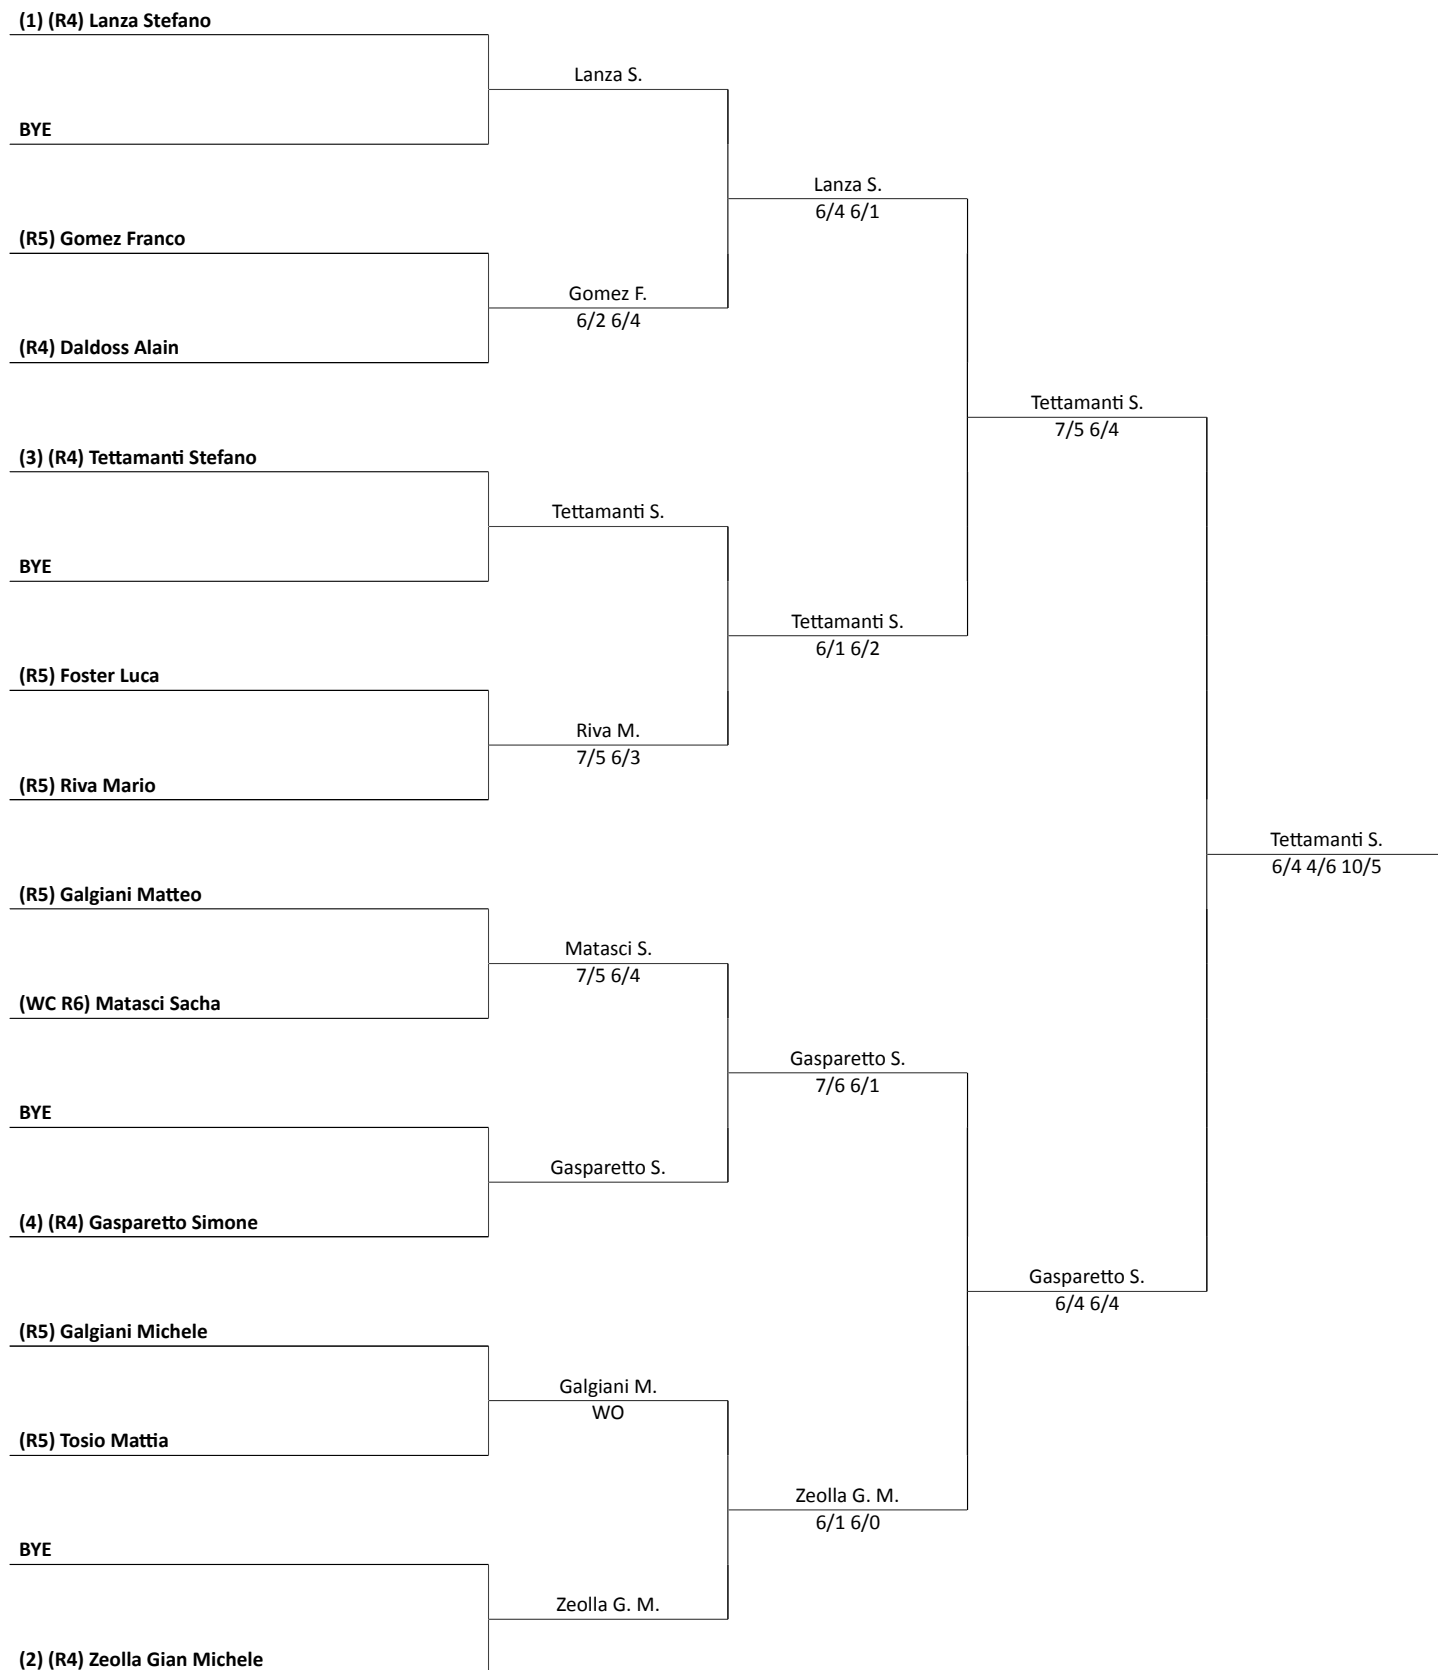 (1) (R4) Lanza Stefano
Lanza S.
BYE
Lanza S.
6/4 6/1
(R5) Gomez Franco
Gomez F.
6/2 6/4
(R4) Daldoss Alain
Tettamanti S.
7/5 6/4
(3) (R4) Tettamanti Stefano
Tettamanti S.
BYE
Tettamanti S.
6/1 6/2
(R5) Foster Luca
Riva M.
7/5 6/3
(R5) Riva Mario
Tettamanti S.
6/4 4/6 10/5
(R5) Galgiani Matteo
Matasci S.
7/5 6/4
(WC R6) Matasci Sacha
Gasparetto S.
7/6 6/1
BYE
Gasparetto S.
(4) (R4) Gasparetto Simone
Gasparetto S.
6/4 6/4
(R5) Galgiani Michele
Galgiani M.
WO
(R5) Tosio Mattia
Zeolla G. M.
6/1 6/0
BYE
Zeolla G. M.
(2) (R4) Zeolla Gian Michele